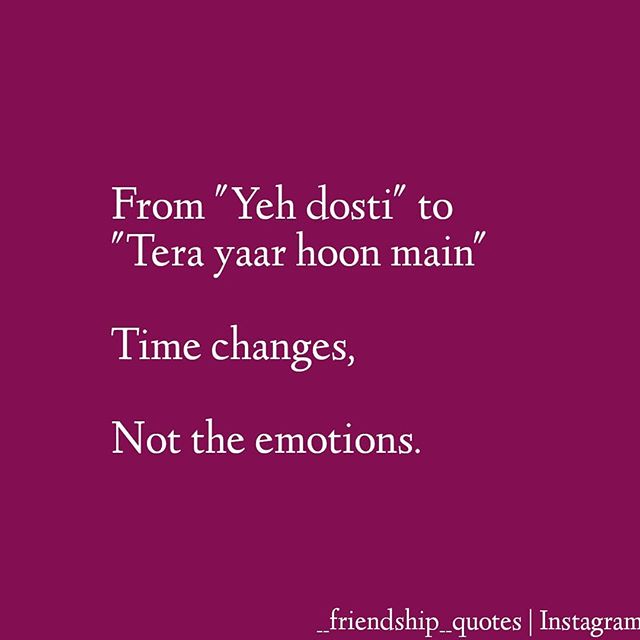 From "Yeh dosti" to
"Tera yaar hoon main"
Time changes,
Not the emotions.
__friendship__quotes | Instagram